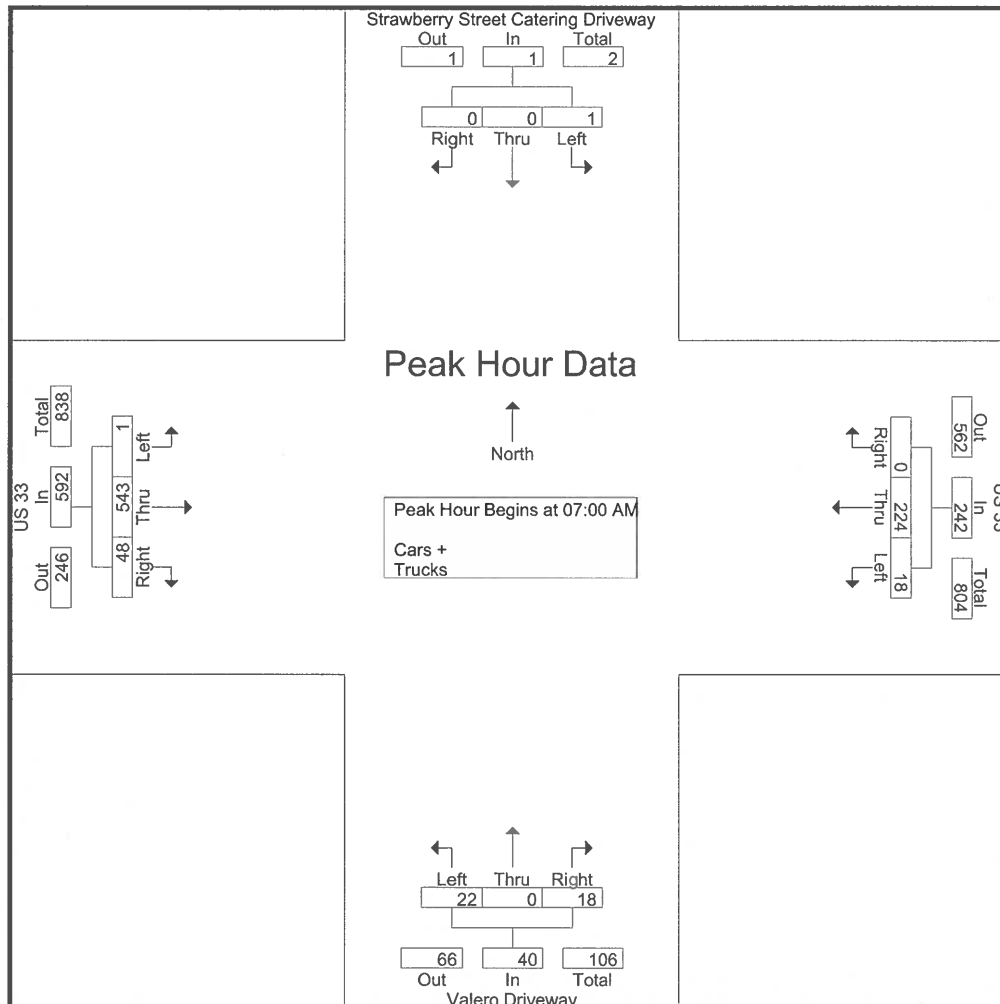 Strawberry Street Catering Driveway
Out In Total
1 1 2
0 0 1
Right Thru Left
Peak Hour Data
North
Peak Hour Begins at 07:00 AM
Cars +
Trucks
US 33
Total In Out
838 592 246
1 543 48
Left Thru Right
Right Thru Left
0 224 18
Out In Total
562 242 804
US 33
Left Thru Right
22 0 18
66 40 106
Out In Total
Valero Driveway